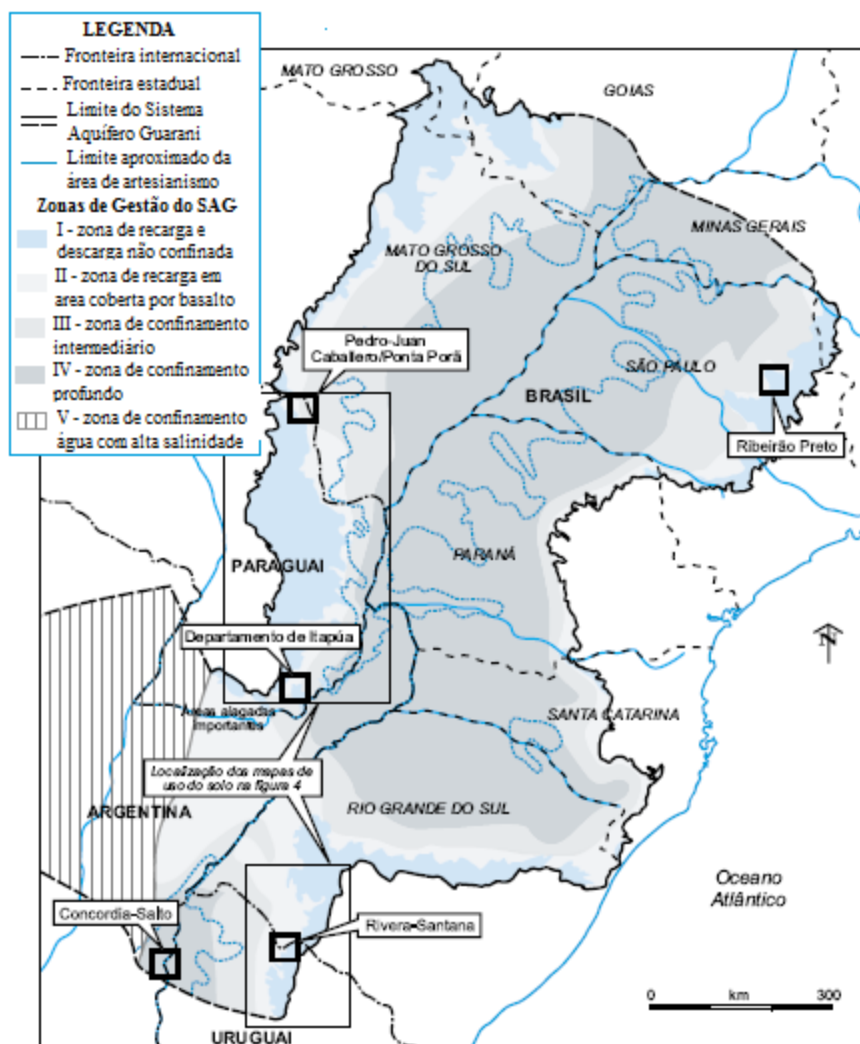 LEGENDA
Fronteira internacional
Fronteira estadual
Limite do Sistema
Aquífero Guarani
Limite aproximado da
área de artesianismo
Zonas de Gestão do SAG
I - zona de recarga e
descarga não confinada
II - zona de recarga em
area coberta por basalto
III - zona de confinamento
intermediário
IV - zona de confinamento
profundo
V - zona de confinamento
água com alta salinidade
MATO GROSSO
GOIAS
MINAS GERAIS
MATO GROSSO
DO SUL
Pedro-Juan
Caballero/Ponta Porã
SÃO PAULO
BRASIL
Ribeirão Preto
PARANÁ
PARAGUAI
Departamento de Itapúa
N
Áreas alagadas
importantes
SANTA CATARINA
Localização dos mapas de
uso do solo na figura 4
ARGENTINA
RIO GRANDE DO SUL
Oceano
Atlântico
Concordia-Salto
Rivera-Santana
0 km 300
URUGUAI